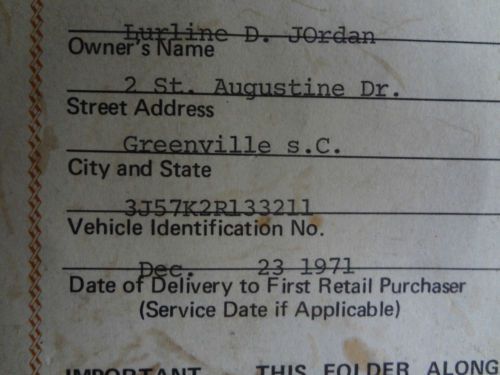 Lurline D. JOrdan
Owner's Name
2 St. Augustine Dr.
Street Address
Greenville s.C.
City and State
3J57K2R133211
Vehicle Identification No.
Dec. 23 1971
Date of Delivery to First Retail Purchaser
(Service Date if Applicable)
IMPORTANT THIS FOLDER ALONG